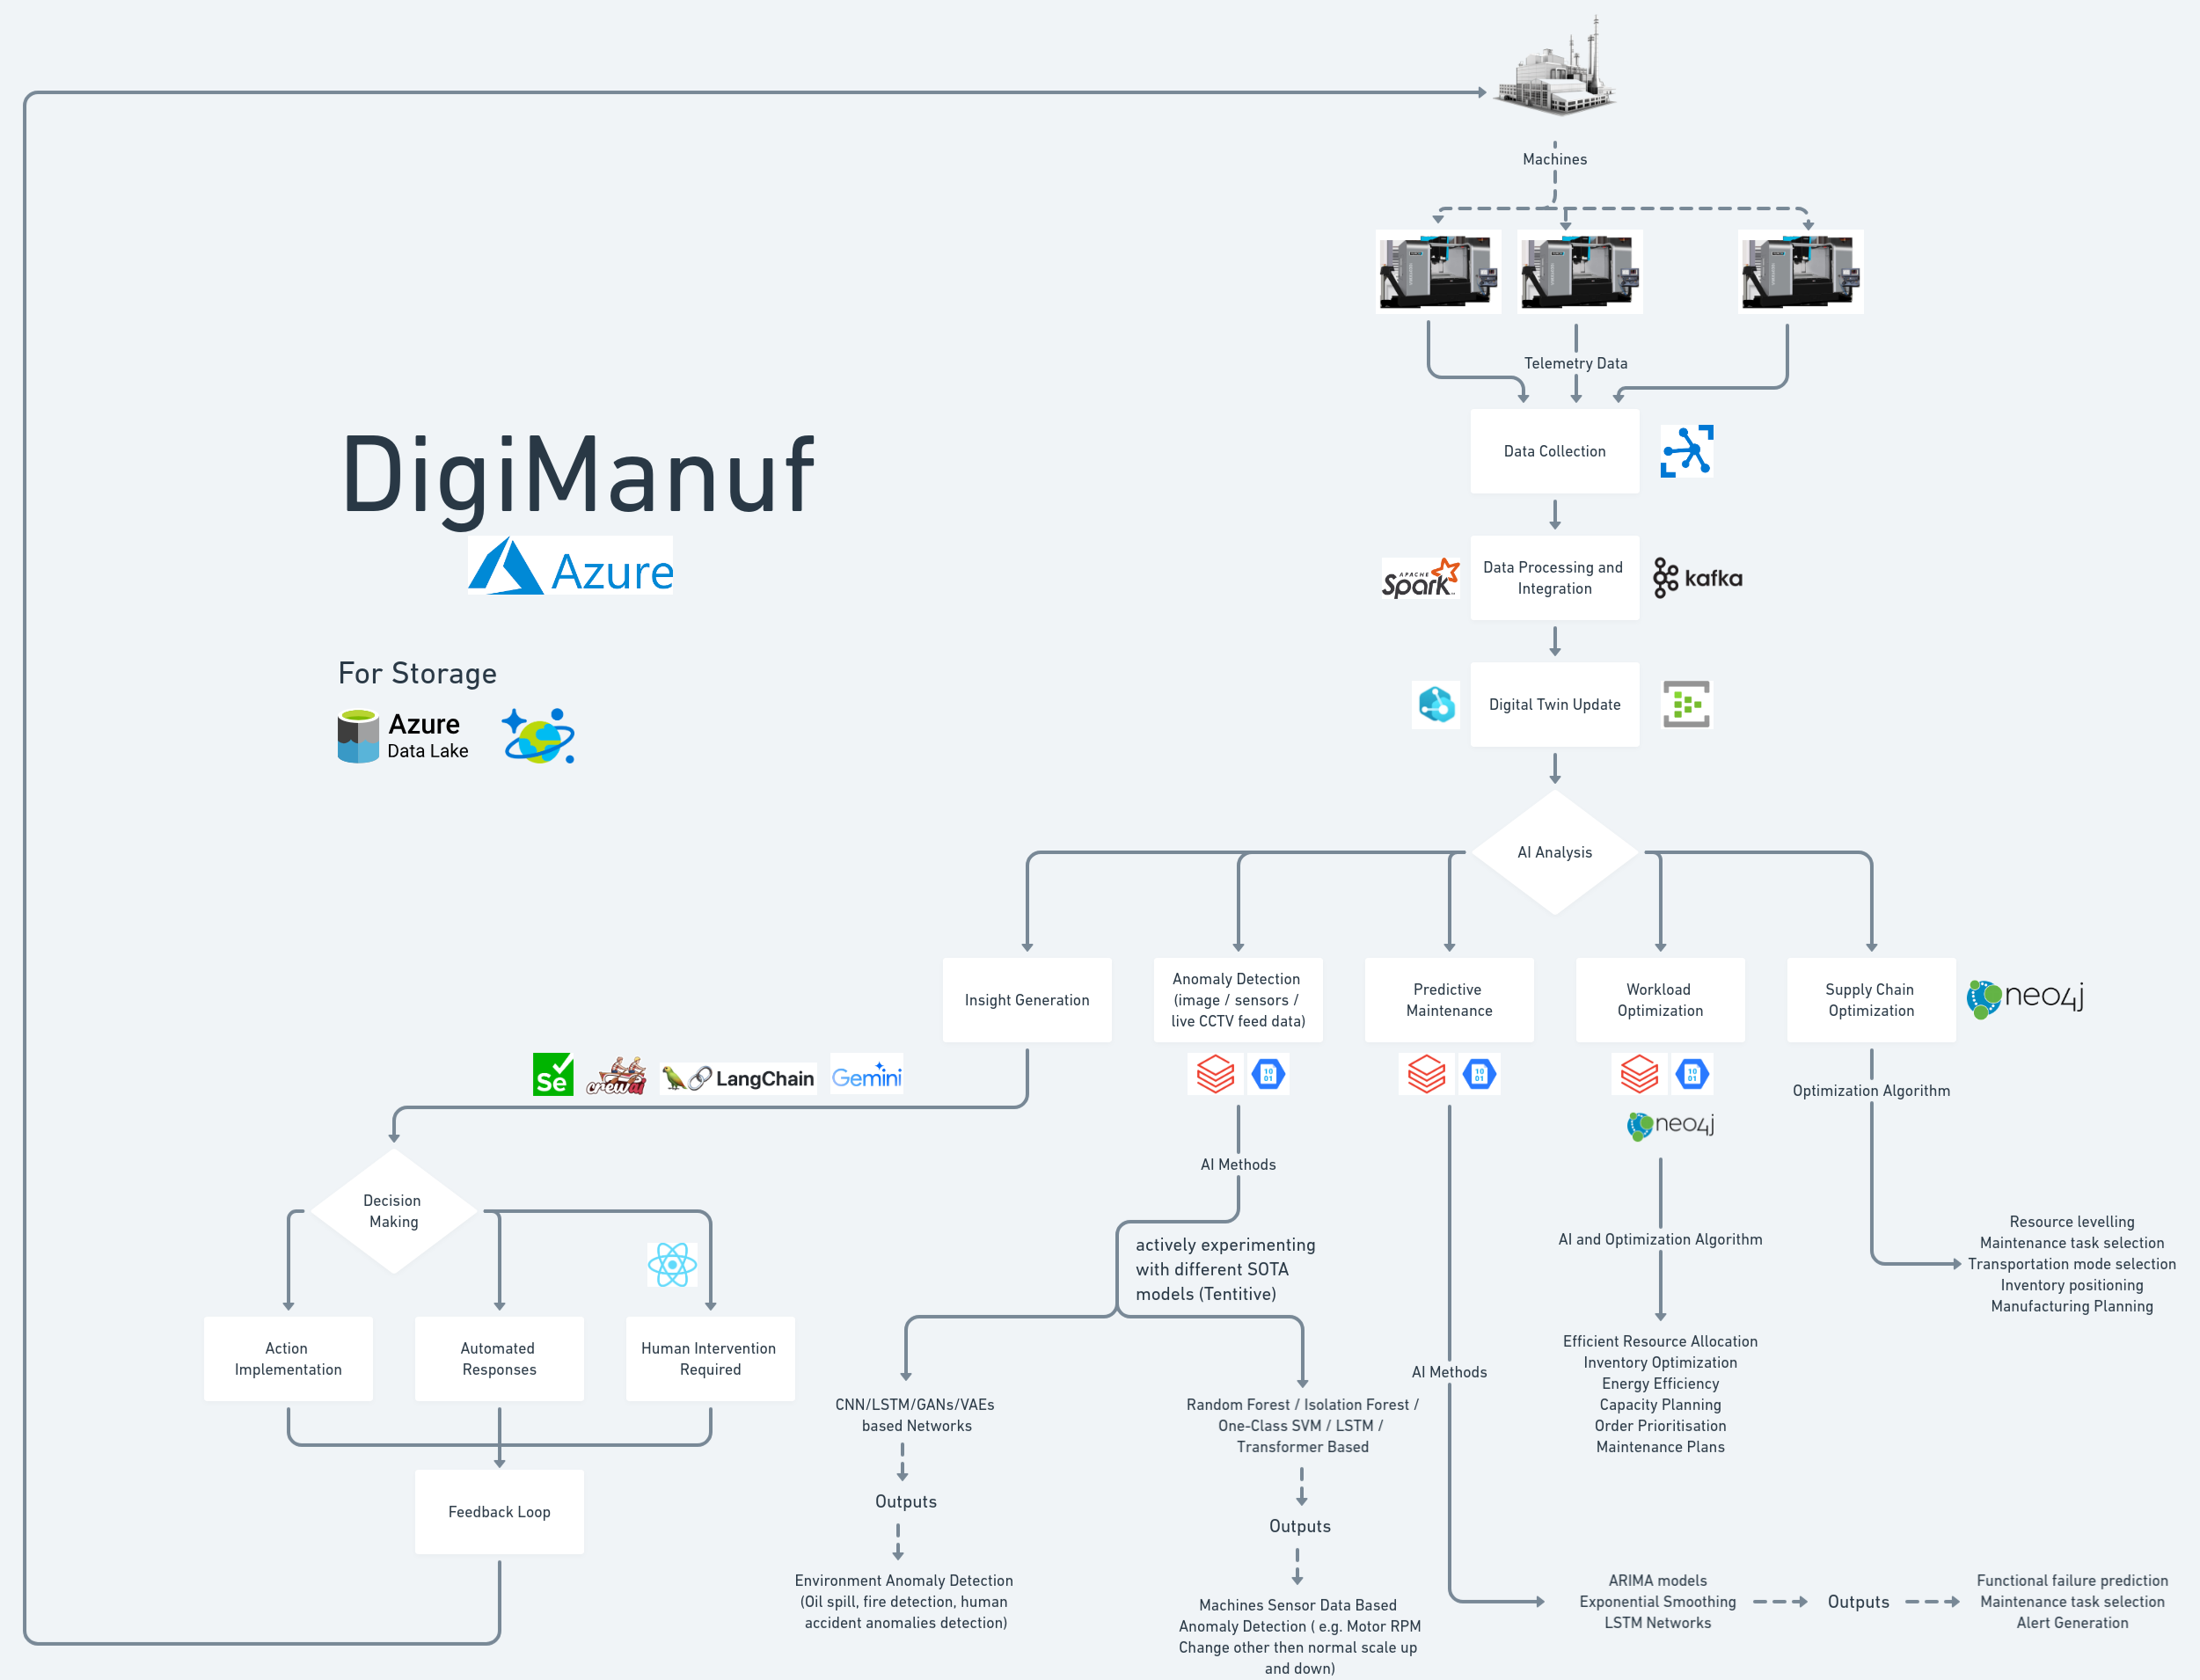 Machines
Telemetry Data
Data Collection
DigiManuf
Azure
APACHE
Spark
Data Processing and
Integration
kafka
For Storage
Azure
Data Lake
Digital Twin Update
AI Analysis
Insight Generation
Anomaly Detection
(image / sensors /
live CCTV feed data)
Predictive
Maintenance
Workload
Optimization
Supply Chain
Optimization
neo4j
Se
crewai
LangChain
Gemini
10
01
10
01
10
01
neo4j
Optimization Algorithm
AI Methods
Decision
Making
actively experimenting
with different SOTA
models (Tentitive)
AI and Optimization Algorithm
Resource levelling
Maintenance task selection
Transportation mode selection
Inventory positioning
Manufacturing Planning
Action
Implementation
Automated
Responses
Human Intervention
Required
AI Methods
Efficient Resource Allocation
Inventory Optimization
Energy Efficiency
Capacity Planning
Order Prioritisation
Maintenance Plans
CNN/LSTM/GANs/VAEs
based Networks
Random Forest / Isolation Forest /
One-Class SVM / LSTM /
Transformer Based
Feedback Loop
Outputs
Outputs
Environment Anomaly Detection
(Oil spill, fire detection, human
accident anomalies detection)
Machines Sensor Data Based
Anomaly Detection ( e.g. Motor RPM
Change other then normal scale up
and down)
ARIMA models
Exponential Smoothing
LSTM Networks
Outputs
Functional failure prediction
Maintenance task selection
Alert Generation